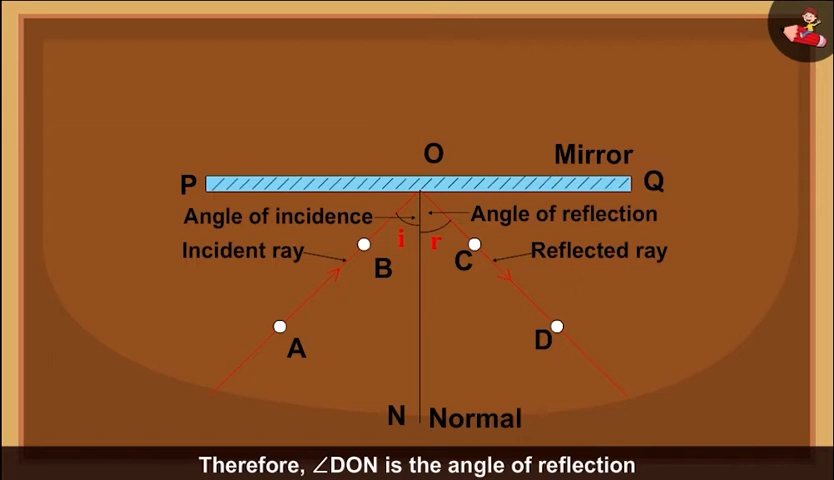 O
Mirror
P
Q
Angle of incidence
Angle of reflection
i
r
Incident ray
Reflected ray
B
C
A
D
N
Normal
Therefore, ∠DON is the angle of reflection